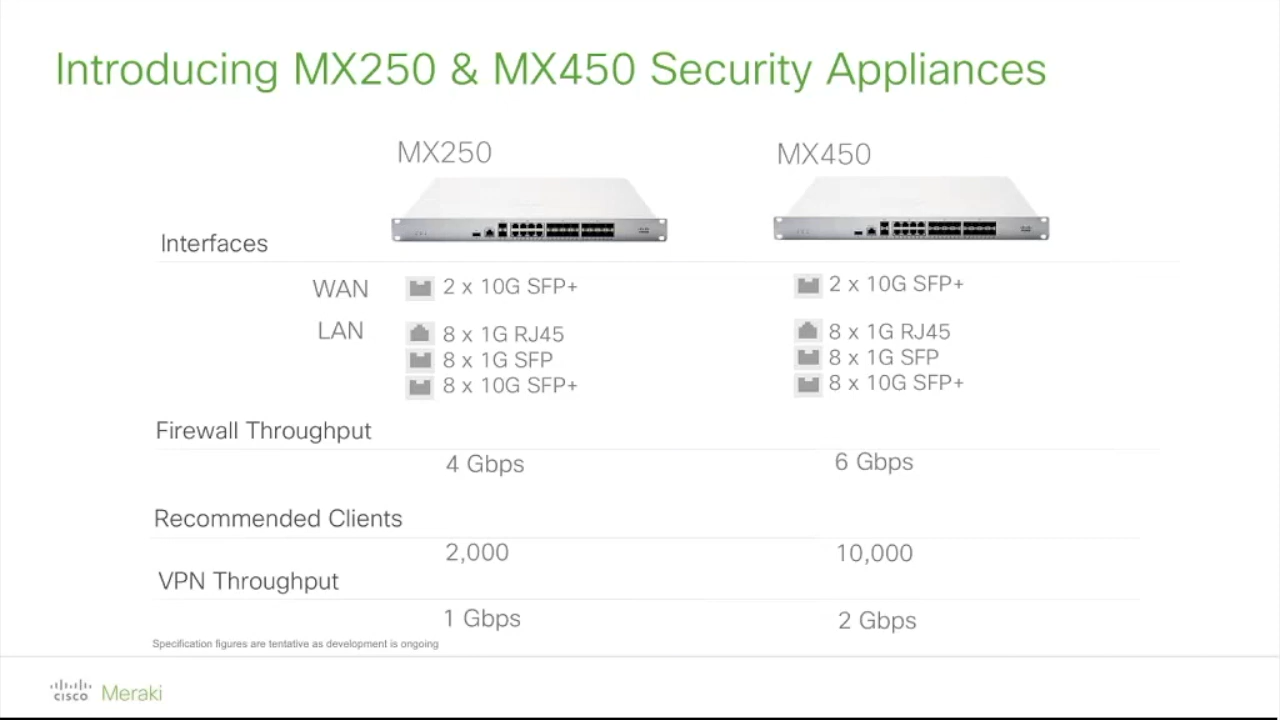 Introducing MX250 & MX450 Security Appliances
MX250
MX450
Interfaces
WAN
2 x 10G SFP+
2 x 10G SFP+
LAN
8 x 1G RJ45
8 x 1G RJ45
8 x 1G SFP
8 x 1G SFP
8 x 10G SFP+
8 x 10G SFP+
Firewall Throughput
4 Gbps
6 Gbps
Recommended Clients
2,000
10,000
VPN Throughput
1 Gbps
2 Gbps
Specification figures are tentative as development is ongoing
CISCO Meraki